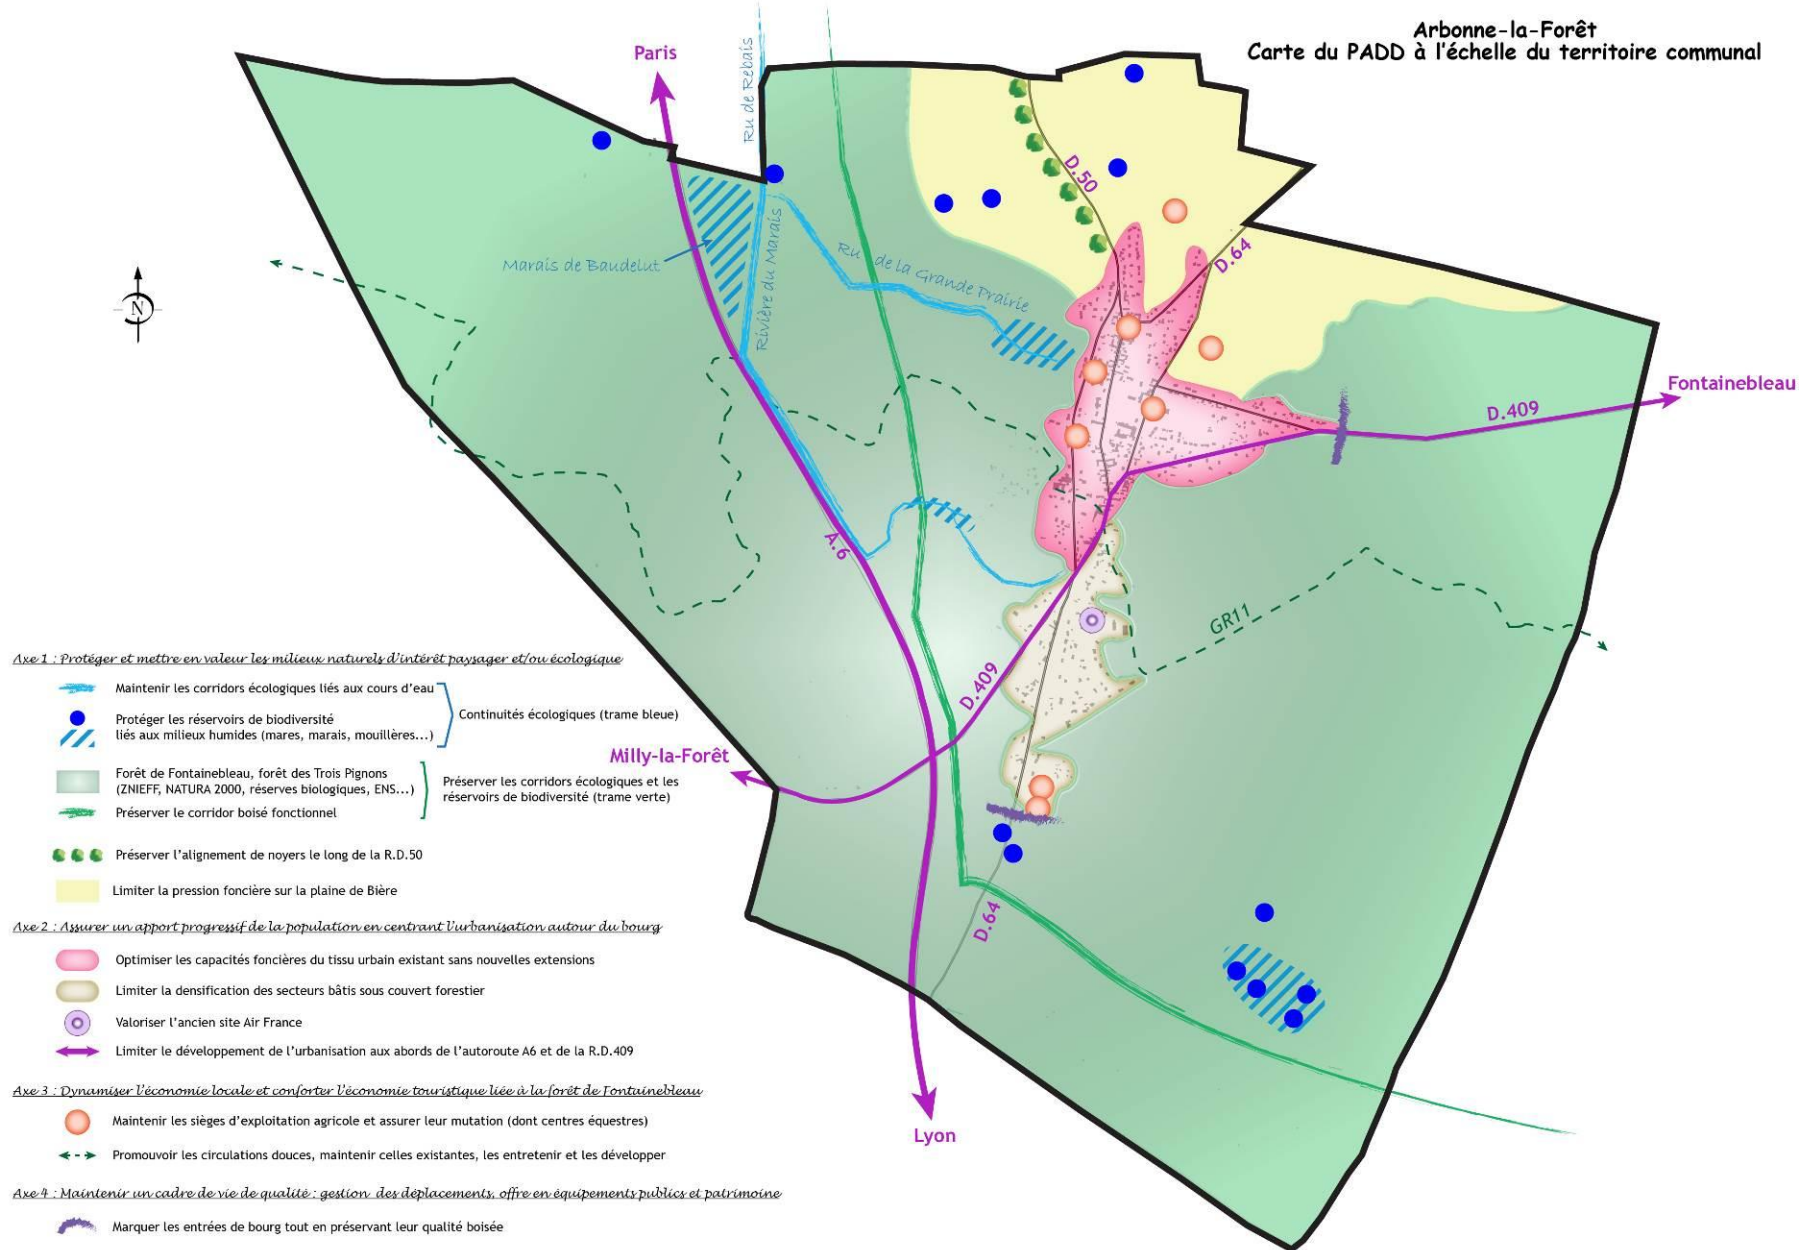 Arbonne-la-Forêt
Carte du PADD à l'échelle du territoire communal
Paris
Ru de Rebais
D.50
D.64
Marais de Baudelut
Rivière du Marais
Ru de la Grande Prairie
N
Fontainebleau
D.409
A.6
GR11
D.409
Milly-la-Forêt
D.64
Lyon
Axe 1 : Protéger et mettre en valeur les milieux naturels d'intérêt paysager et/ou écologique
Maintenir les corridors écologiques liés aux cours d'eau
Protéger les réservoirs de biodiversité
liés aux milieux humides (mares, marais, mouillères...)
Continuités écologiques (trame bleue)
Forêt de Fontainebleau, forêt des Trois Pignons
(ZNIEFF, NATURA 2000, réserves biologiques, ENS...)
Préserver le corridor boisé fonctionnel
Préserver les corridors écologiques et les
réservoirs de biodiversité (trame verte)
Préserver l'alignement de noyers le long de la R.D.50
Limiter la pression foncière sur la plaine de Bière
Axe 2 : Assurer un apport progressif de la population en centrant l'urbanisation autour du bourg
Optimiser les capacités foncières du tissu urbain existant sans nouvelles extensions
Limiter la densification des secteurs bâtis sous couvert forestier
Valoriser l'ancien site Air France
Limiter le développement de l'urbanisation aux abords de l'autoroute A6 et de la R.D.409
Axe 3 : Dynamiser l'économie locale et conforter l'économie touristique liée à la forêt de Fontainebleau
Maintenir les sièges d'exploitation agricole et assurer leur mutation (dont centres équestres)
Promouvoir les circulations douces, maintenir celles existantes, les entretenir et les développer
Axe 4 : Maintenir un cadre de vie de qualité : gestion des déplacements, offre en équipements publics et patrimoine
Marquer les entrées de bourg tout en préservant leur qualité boisée